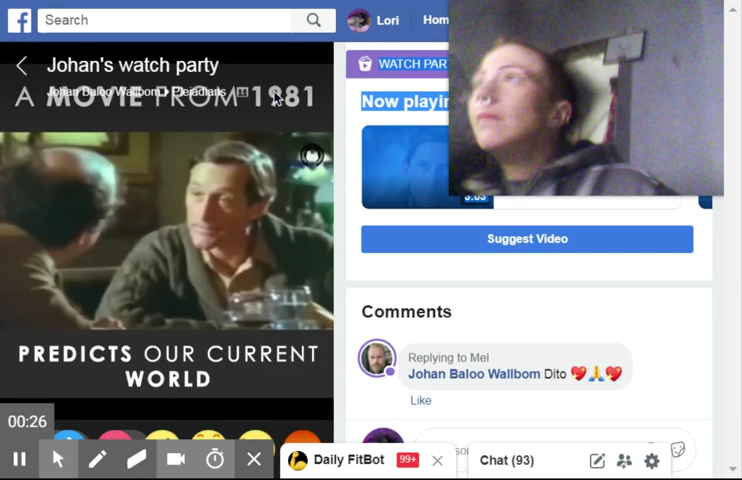 Search
Lori
Hom
Johan's watch party
Johan Baloo Wallbom Pleiadians
A MOVIE FROM 1981
WATCH PAR
Now playin
3:03
Suggest Video
Comments
Replying to Mel
Johan Baloo Wallbom Dito
Like
PREDICTS OUR CURRENT
WORLD
00:26
Daily FitBot 99+
Chat (93)